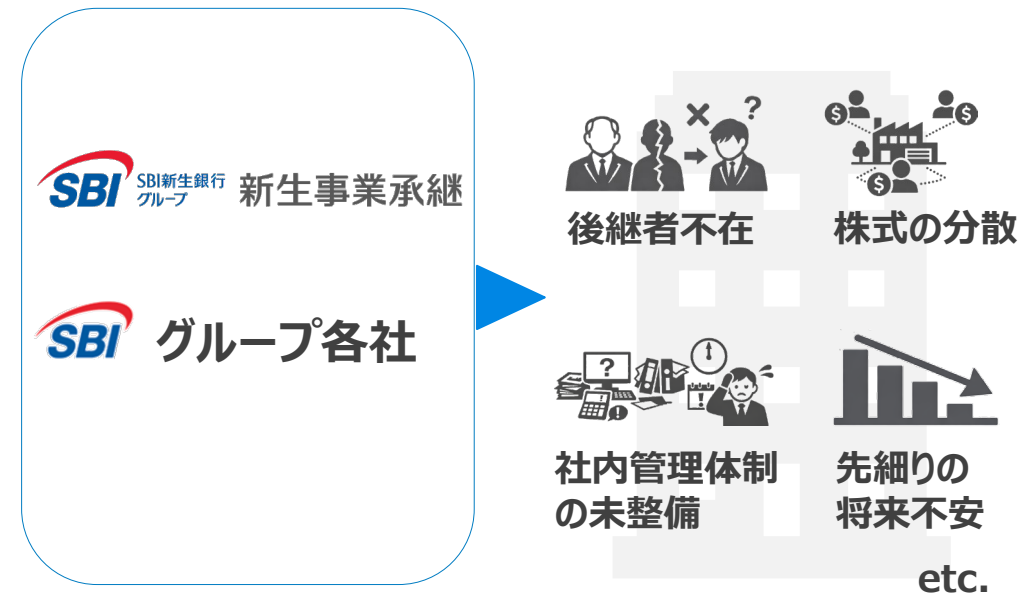 SBI SBI新生銀行
グループ 新生事業承継
SBI グループ各社
後継者不在
株式の分散
社内管理体制
の未整備
先細りの
将来不安
etc.